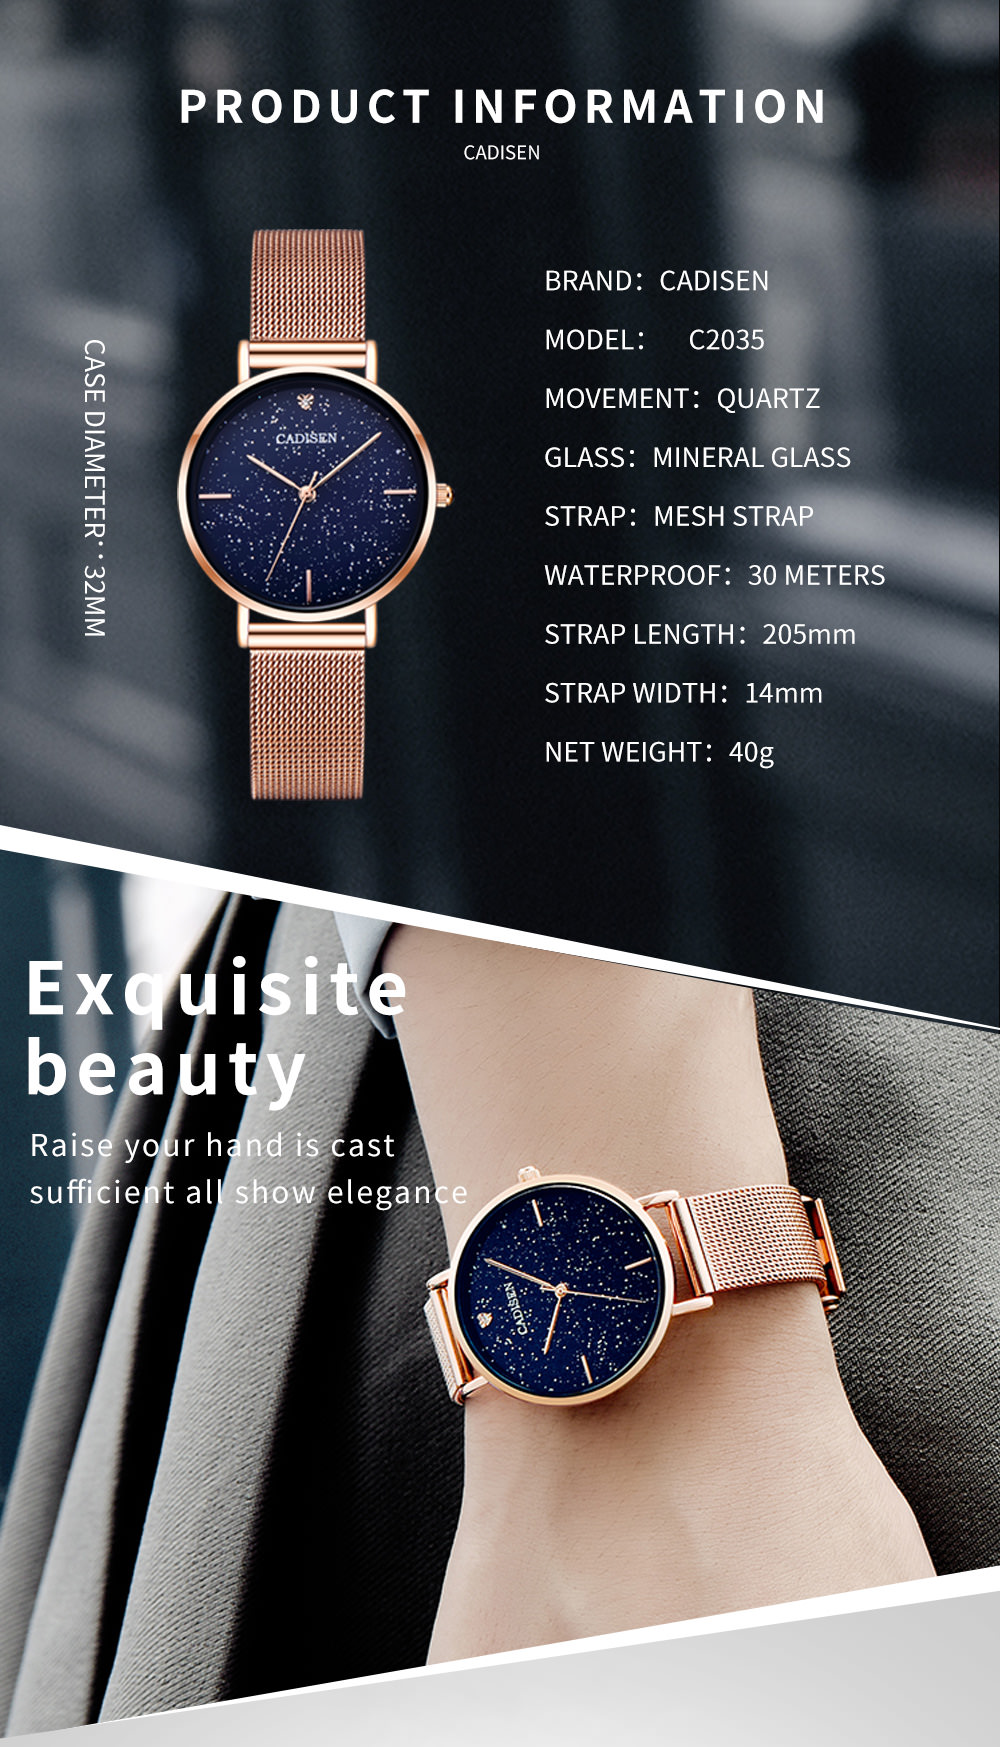 PRODUCT INFORMATION
CADISEN
CASE DIAMETER：32MM
CADISEN
BRAND：CADISEN
MODEL： C2035
MOVEMENT：QUARTZ
GLASS：MINERAL GLASS
STRAP：MESH STRAP
WATERPROOF：30 METERS
STRAP LENGTH：205mm
STRAP WIDTH：14mm
NET WEIGHT：40g
Exquisite
beauty
Raise your hand is cast
sufficient all show elegance
CADISEN